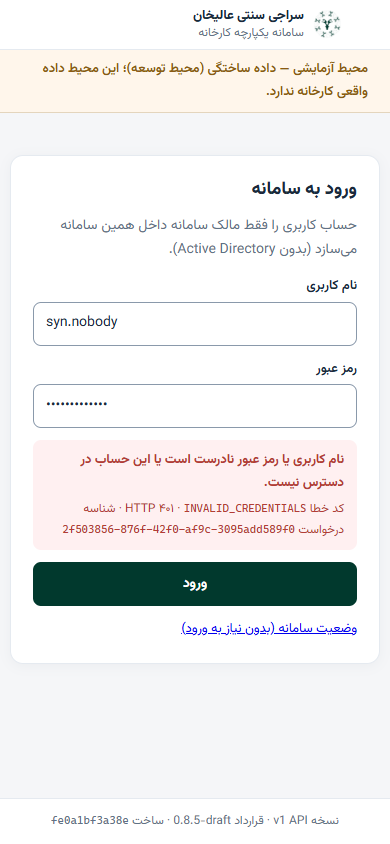 سراجی سنتی عالیخان
سامانه یکپارچه کارخانه
محیط آزمایشی — داده ساختگی (محیط توسعه)؛ این محیط داده
واقعی کارخانه ندارد.
ورود به سامانه
حساب کاربری را فقط مالک سامانه داخل همین سامانه
می‌سازد (بدون Active Directory).
نام کاربری
syn.nobody
رمز عبور
•••••••••••••
نام کاربری یا رمز عبور نادرست است یا این حساب در
دسترس نیست.
کد خطا INVALID_CREDENTIALS · HTTP ۴۰۱ · شناسه
درخواست 2f503856-876f-42f0-af9c-3095add589f0
ورود
وضعیت سامانه (بدون نیاز به ورود)
نسخه API v1 · قرارداد 0.8.5-draft · ساخت fe0a1bf3a38e